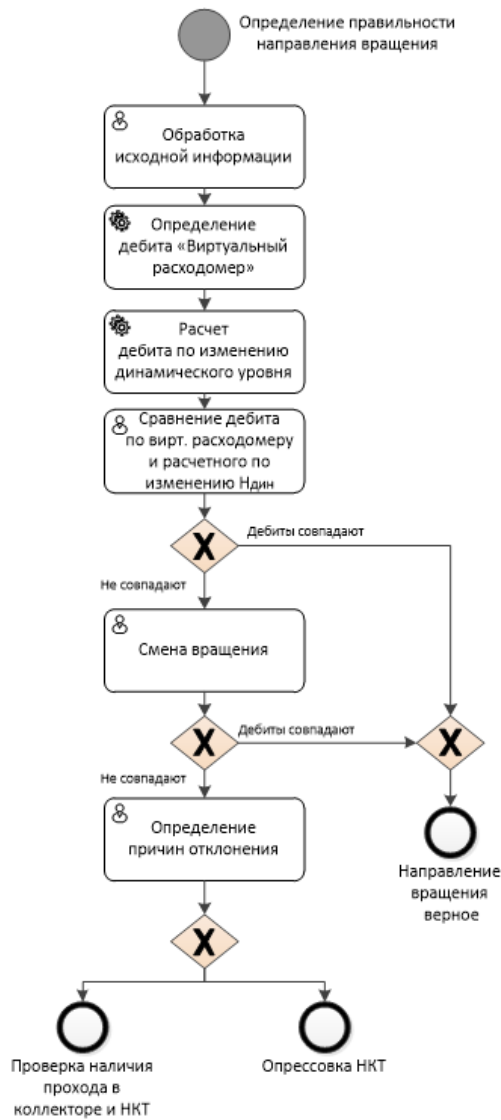 Определение правильности
направления вращения
Обработка
исходной информации
Определение
дебита «Виртуальный
расходомер»
Расчет
дебита по изменению
динамического уровня
Сравнение дебита
по вирт. расходомеру
и расчетного по
изменению Ндин
X
Дебиты совпадают
Не совпадают
Смена вращения
X
Дебиты совпадают
X
Не совпадают
Определение
причин отклонения
Направление
вращения
верное
X
Проверка наличия
прохода в
коллекторе и НКТ
Опрессовка НКТ